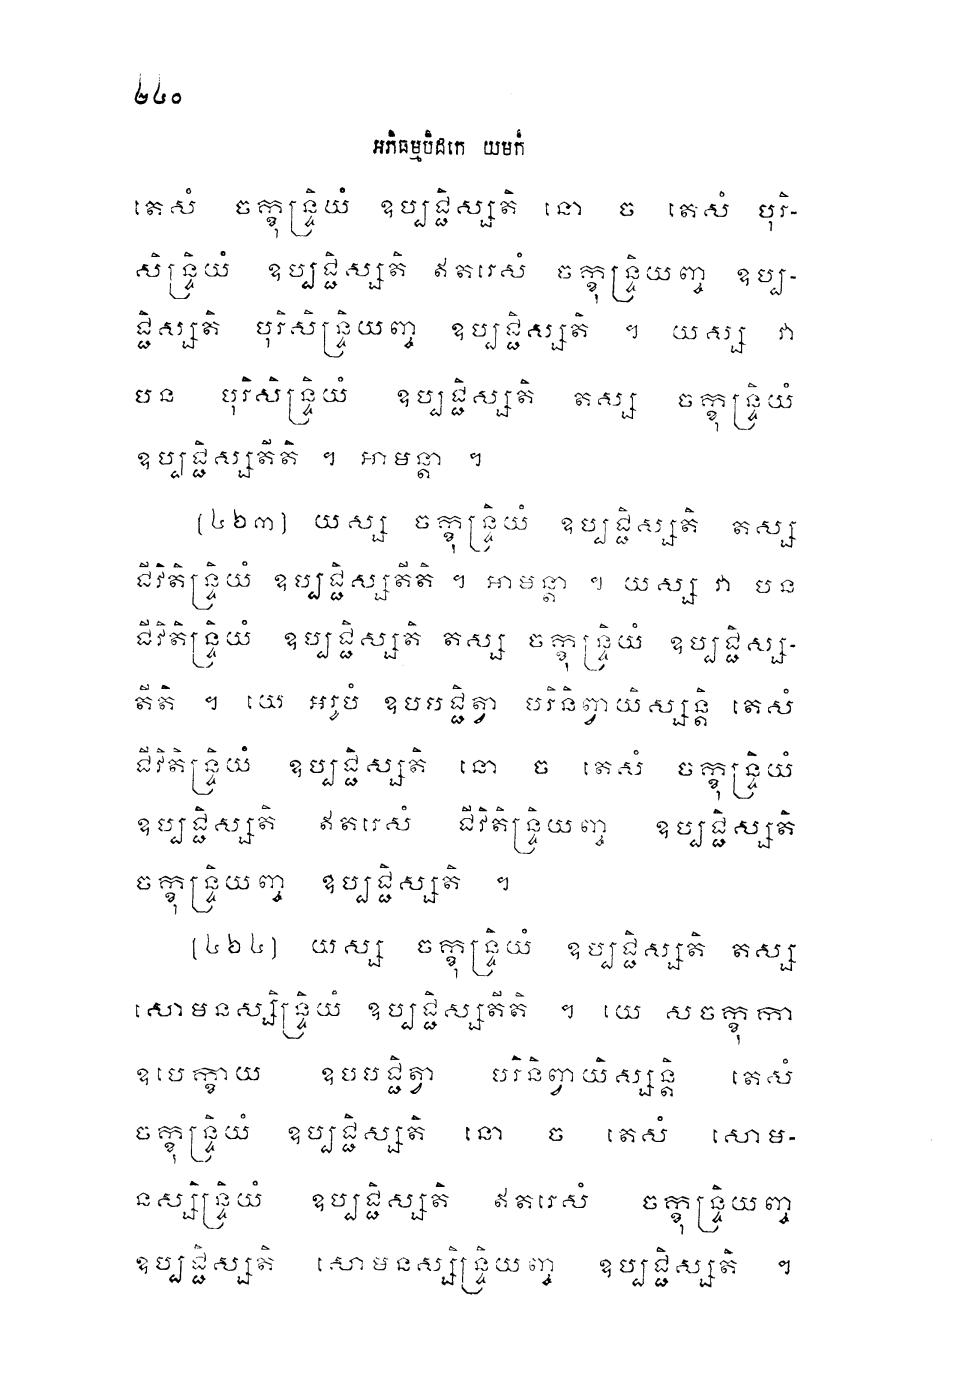 ២៤០
អភិធម្មបិដកេ យមកំ
តេសំ ចក្ខុន្ទ្រិយំ ឧប្បជ្ជិស្សតិ នោ ច តេសំ បុរិ-
សិន្ទ្រិយំ ឧប្បជ្ជិស្សតិ ឥតរេសំ ចក្ខុន្ទ្រិយញ្ច ឧប្ប-
ជ្ជិស្សតិ បុរិសិន្ទ្រិយញ្ច ឧប្បជ្ជិស្សតិ ។ យស្ស វា
បន បុរិសិន្ទ្រិយំ ឧប្បជ្ជិស្សតិ តស្ស ចក្ខុន្ទ្រិយំ
ឧប្បជ្ជិស្សតីតិ ។ អាមន្តា ។
(៤២៣) យស្ស ចក្ខុន្ទ្រិយំ ឧប្បជ្ជិស្សតិ តស្ស
ជីវិតិន្ទ្រិយំ ឧប្បជ្ជិស្សតីតិ ។ អាមន្តា ។ យស្ស វា បន
ជីវិតិន្ទ្រិយំ ឧប្បជ្ជិស្សតិ តស្ស ចក្ខុន្ទ្រិយំ ឧប្បជ្ជិស្ស-
តីតិ ។ យេ អរូបំ ឧបបជ្ជិត្វា បរិនិព្វាយិស្សន្តិ តេសំ
ជីវិតិន្ទ្រិយំ ឧប្បជ្ជិស្សតិ នោ ច តេសំ ចក្ខុន្ទ្រិយំ
ឧប្បជ្ជិស្សតិ ឥតរេសំ ជីវិតិន្ទ្រិយញ្ច ឧប្បជ្ជិស្សតិ
ចក្ខុន្ទ្រិយញ្ច ឧប្បជ្ជិស្សតិ ។
(៤២៤) យស្ស ចក្ខុន្ទ្រិយំ ឧប្បជ្ជិស្សតិ តស្ស
សោមនស្សិន្ទ្រិយំ ឧប្បជ្ជិស្សតីតិ ។ យេ សចក្ខុកា
ឧបេក្ខាយ ឧបបជ្ជិត្វា បរិនិព្វាយិស្សន្តិ តេសំ
ចក្ខុន្ទ្រិយំ ឧប្បជ្ជិស្សតិ នោ ច តេសំ សោម-
នស្សិន្ទ្រិយំ ឧប្បជ្ជិស្សតិ ឥតរេសំ ចក្ខុន្ទ្រិយញ្ច
ឧប្បជ្ជិស្សតិ សោមនស្សិន្ទ្រិយញ្ច ឧប្បជ្ជិស្សតិ ។